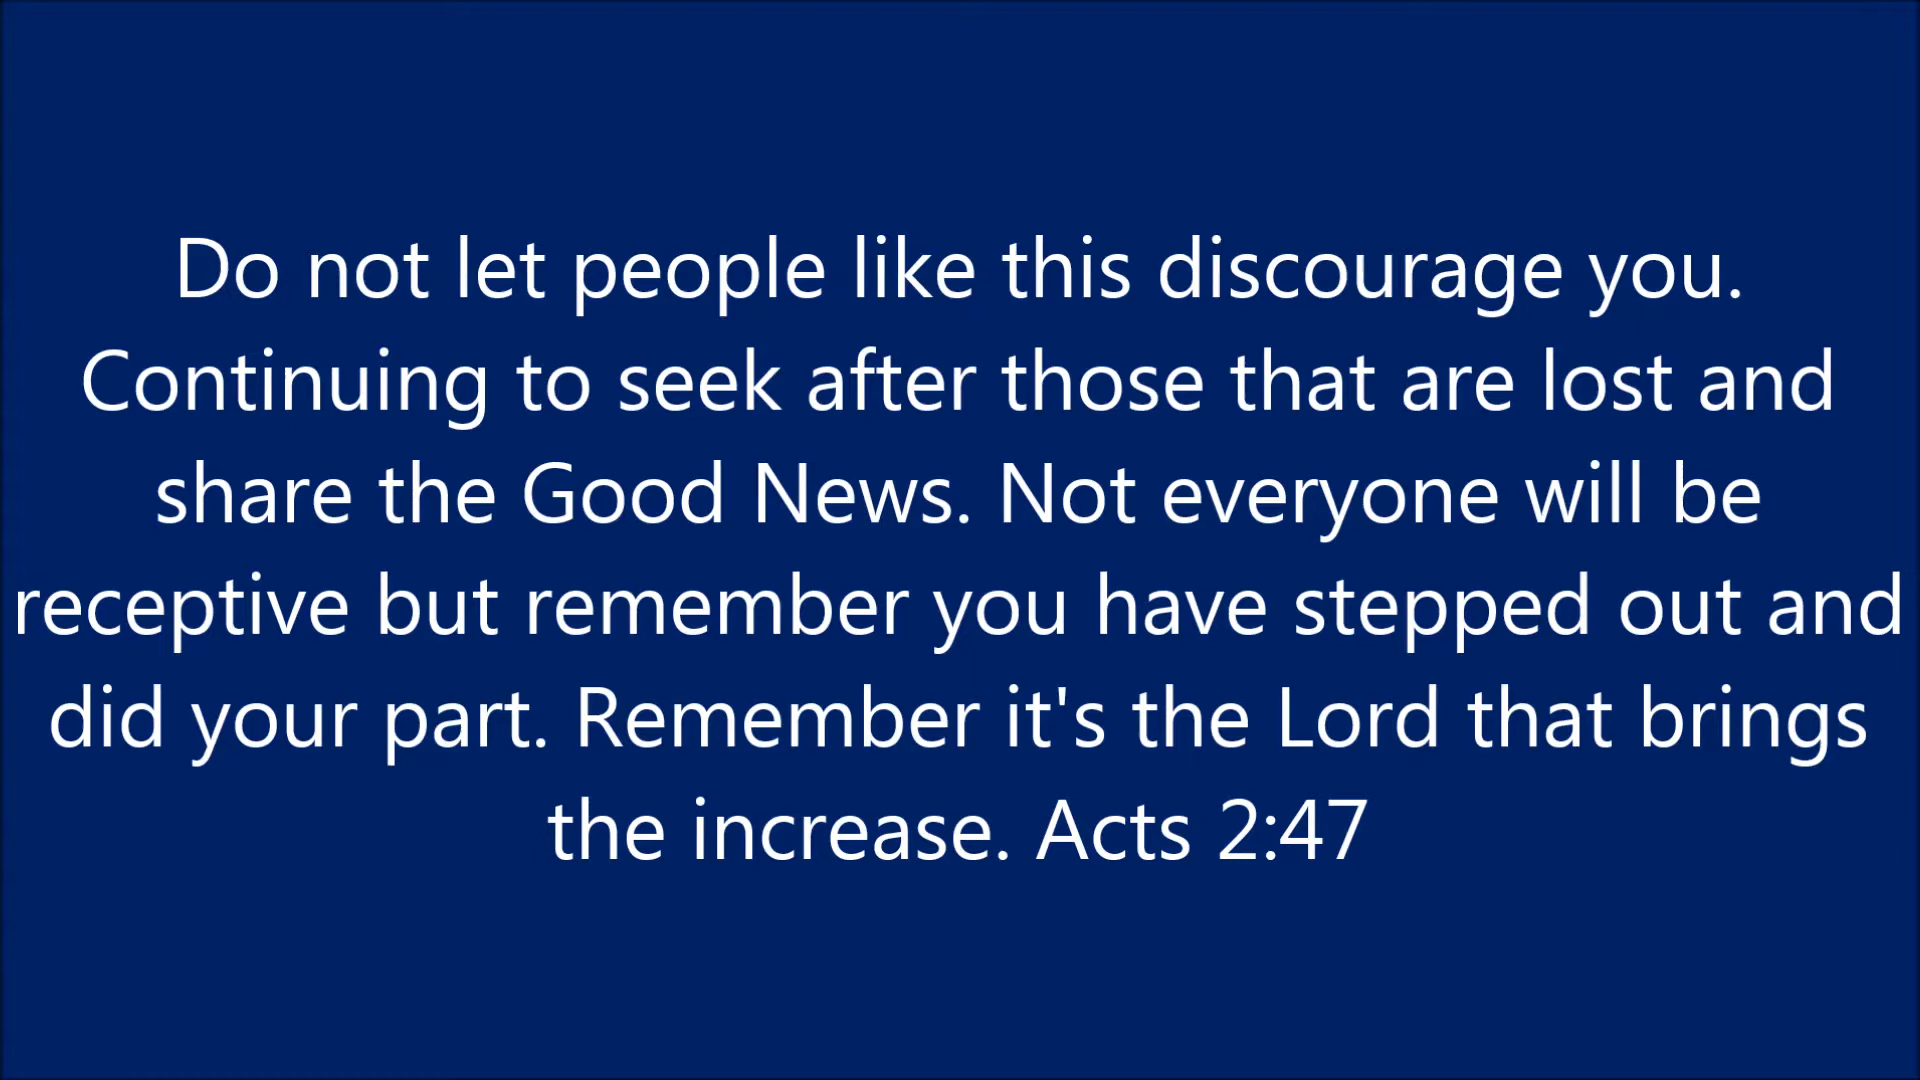 Do not let people like this discourage you.
Continuing to seek after those that are lost and
share the Good News. Not everyone will be
receptive but remember you have stepped out and
did your part. Remember it's the Lord that brings
the increase. Acts 2:47